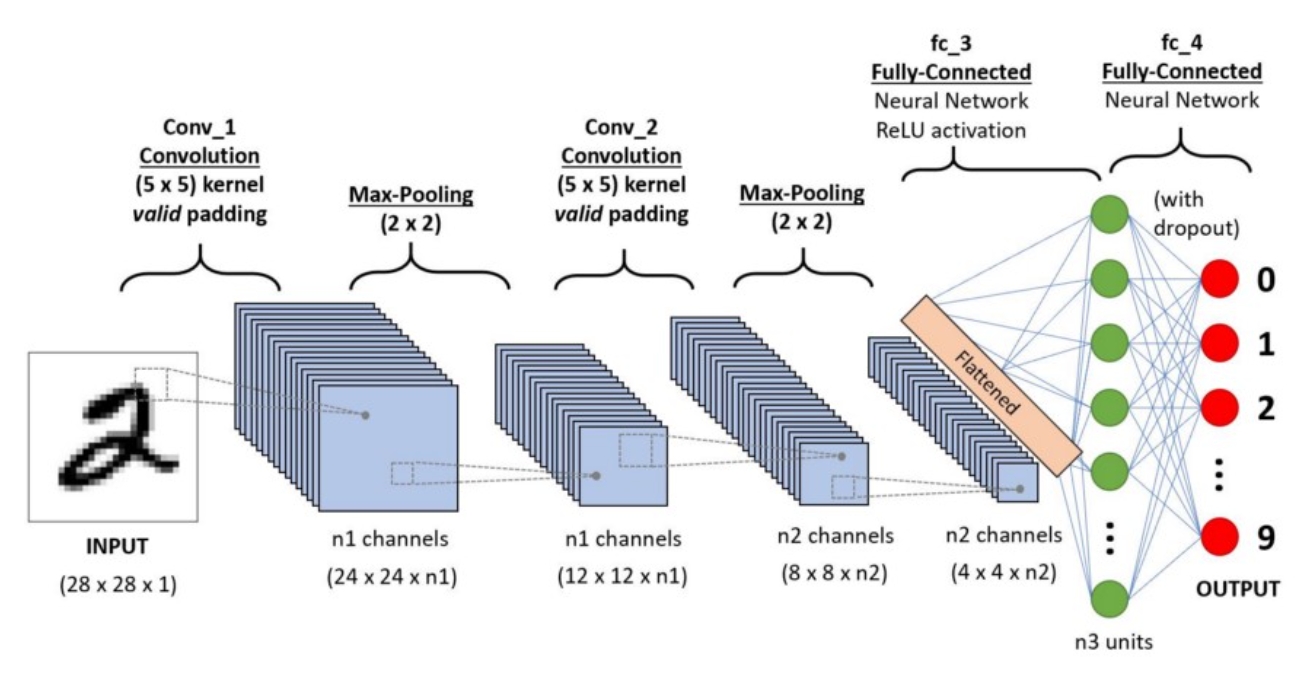 Conv_1
Convolution
(5 x 5) kernel
valid padding
Max-Pooling
(2 x 2)
Conv_2
Convolution
(5 x 5) kernel
valid padding
Max-Pooling
(2 x 2)
fc_3
Fully-Connected
Neural Network
ReLU activation
fc_4
Fully-Connected
Neural Network
(with
dropout)
Flattened
0
1
2
9
OUTPUT
2
INPUT
(28 x 28 x 1)
n1 channels
(24 x 24 x n1)
n1 channels
(12 x 12 x n1)
n2 channels
(8 x 8 x n2)
n2 channels
(4 x 4 x n2)
n3 units